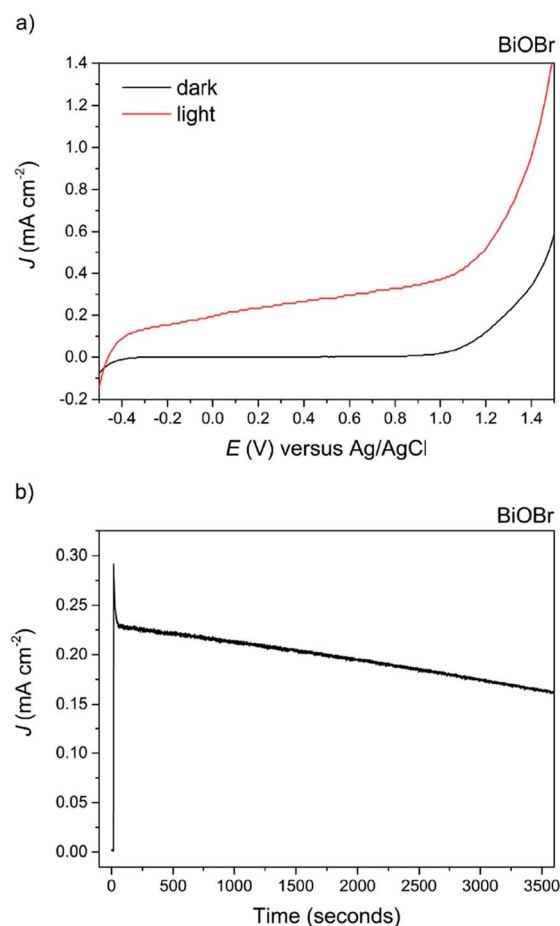 a)
BiOBr
1.4
1.2
1.0
0.8
0.6
0.4
0.2
0.0
-0.2
dark
light
J (mA cm-2)
-0.4 -0.2 0.0 0.2 0.4 0.6 0.8 1.0 1.2 1.4
E (V) versus Ag/AgCl
b)
BiOBr
0.30
0.25
0.20
0.15
0.10
0.05
0.00
J (mA cm-2)
0 500 1000 1500 2000 2500 3000 3500
Time (seconds)